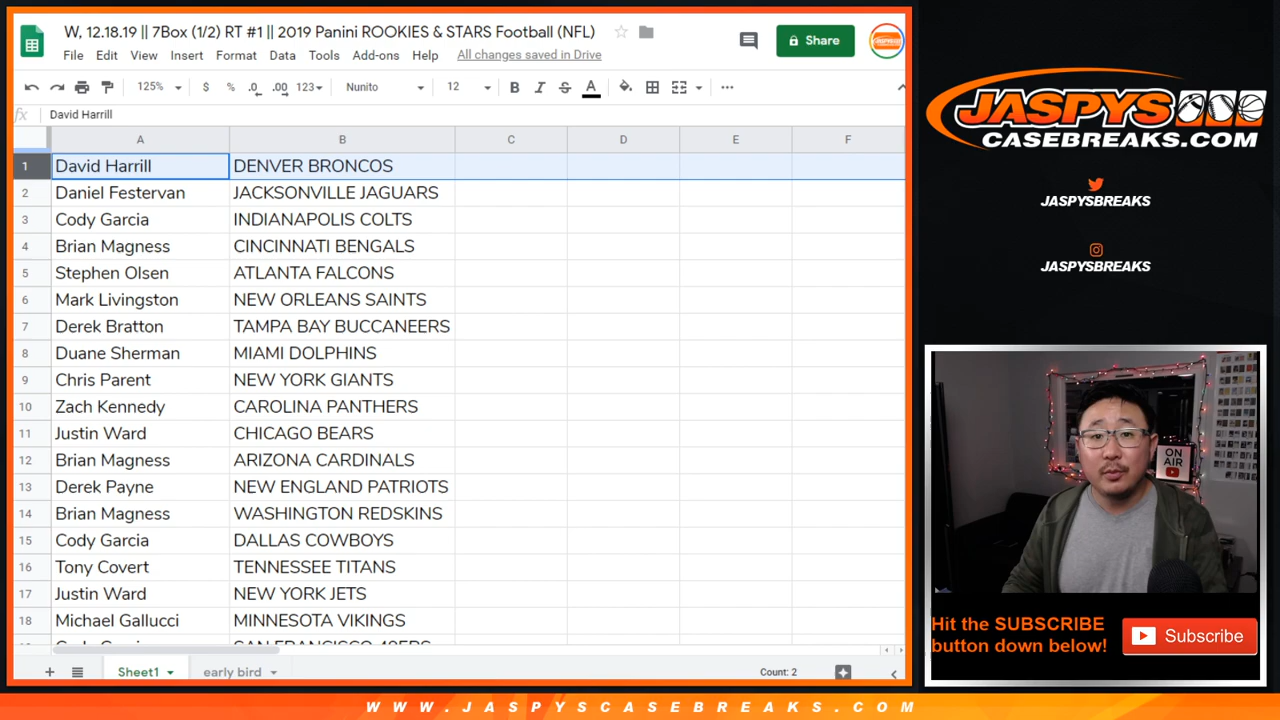 W, 12.18.19 || 7Box (1/2) RT #1 || 2019 Panini ROOKIES & STARS Football (NFL)
File Edit View Insert Format Data Tools Add-ons Help All changes saved in Drive
Share
125% $ % .0 .00 123 Nunito 12 B I S A
fx David Harrill
A B C D E F
1 David Harrill DENVER BRONCOS
2 Daniel Festervan JACKSONVILLE JAGUARS
3 Cody Garcia INDIANAPOLIS COLTS
4 Brian Magness CINCINNATI BENGALS
5 Stephen Olsen ATLANTA FALCONS
6 Mark Livingston NEW ORLEANS SAINTS
7 Derek Bratton TAMPA BAY BUCCANEERS
8 Duane Sherman MIAMI DOLPHINS
9 Chris Parent NEW YORK GIANTS
10 Zach Kennedy CAROLINA PANTHERS
11 Justin Ward CHICAGO BEARS
12 Brian Magness ARIZONA CARDINALS
13 Derek Payne NEW ENGLAND PATRIOTS
14 Brian Magness WASHINGTON REDSKINS
15 Cody Garcia DALLAS COWBOYS
16 Tony Covert TENNESSEE TITANS
17 Justin Ward NEW YORK JETS
18 Michael Gallucci MINNESOTA VIKINGS
SAN FRANCISCO 49ERS
Sheet1 early bird Count: 2
JASPYS
CASEBREAKS.COM
JASPYSBREAKS
JASPYSBREAKS
ON
AIR
Hit the SUBSCRIBE
button down below!
Subscribe
WWW.JASPYSCASEBREAKS.COM